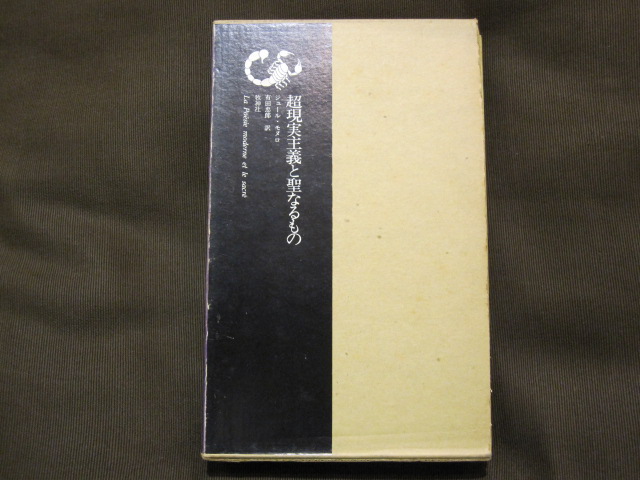 超現実主義と聖なるもの
ジュール・モヌロ
有田忠郎 訳
牧神社
La Poésie moderne et le sacré